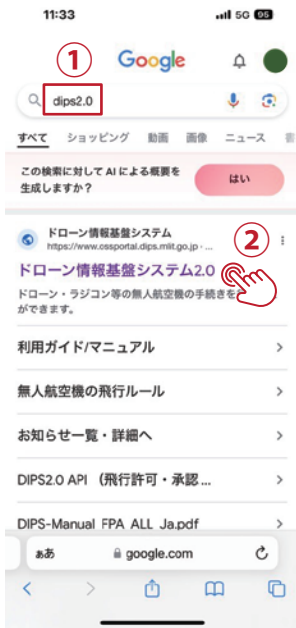 11:33
5G 95
①
Google
dips2.0
すべて ショッピング 動画 画像 ニュース
この検索に対して AI による概要を
生成しますか?
はい
ドローン情報基盤システム
https://www.ossportal.dips.mlit.go.jp › ...
②
ドローン情報基盤システム2.0
ドローン・ラジコン等の無人航空機の手続きを
ができます。
利用ガイド/マニュアル
無人航空機の飛行ルール
お知らせ一覧・詳細へ
DIPS2.0 API （飛行許可・承認 ...
DIPS-Manual_FPA_ALL_Ja.pdf
ぁあ google.com